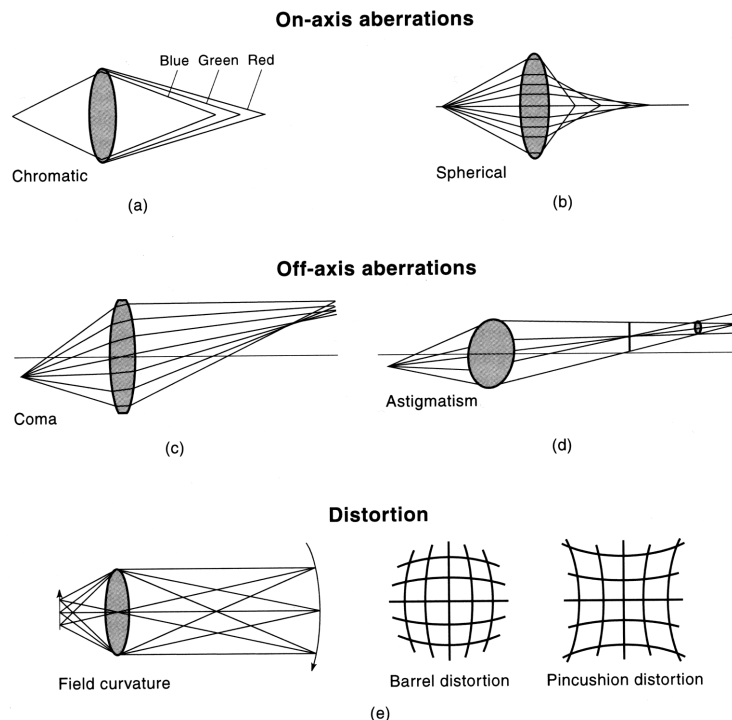 On-axis aberrations
Blue Green Red
Chromatic
(a)
Spherical
(b)
Off-axis aberrations
Coma
(c)
Astigmatism
(d)
Distortion
Field curvature
Barrel distortion
Pincushion distortion
(e)